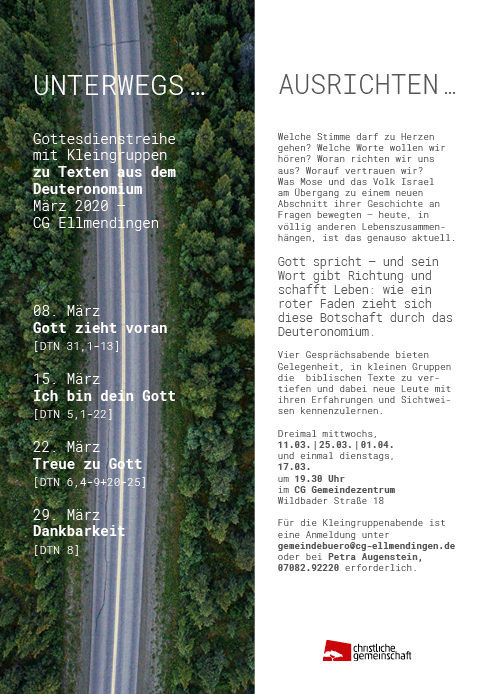 UNTERWEGS…
Gottesdienstreihe
mit Kleingruppen
zu Texten aus dem
Deuteronomium
März 2020 –
CG Ellmendingen
08. März
Gott zieht voran
[DTN 31,1-13]
15. März
Ich bin dein Gott
[DTN 5,1-22]
22. März
Treue zu Gott
[DTN 6,4-9+20-25]
29. März
Dankbarkeit
[DTN 8]
AUSRICHTEN…
Welche Stimme darf zu Herzen
gehen? Welche Worte wollen wir
hören? Woran richten wir uns
aus? Worauf vertrauen wir?
Was Mose und das Volk Israel
am Übergang zu einem neuen
Abschnitt ihrer Geschichte an
Fragen bewegten – heute, in
völlig anderen Lebenszusammen-
hängen, ist das genauso aktuell.
Gott spricht – und sein
Wort gibt Richtung und
schafft Leben: wie ein
roter Faden zieht sich
diese Botschaft durch das
Deuteronomium.
Vier Gesprächsabende bieten
Gelegenheit, in kleinen Gruppen
die biblischen Texte zu ver-
tiefen und dabei neue Leute mit
ihren Erfahrungen und Sichtwei-
sen kennenzulernen.
Dreimal mittwochs,
11.03.|25.03.|01.04.
und einmal dienstags,
17.03.
um 19.30 Uhr
im CG Gemeindezentrum
Wildbader Straße 18
Für die Kleingruppenabende ist
eine Anmeldung unter
gemeindebuero@cg-ellmendingen.de
oder bei Petra Augenstein,
07082.92220 erforderlich.
christliche
gemeinschaft